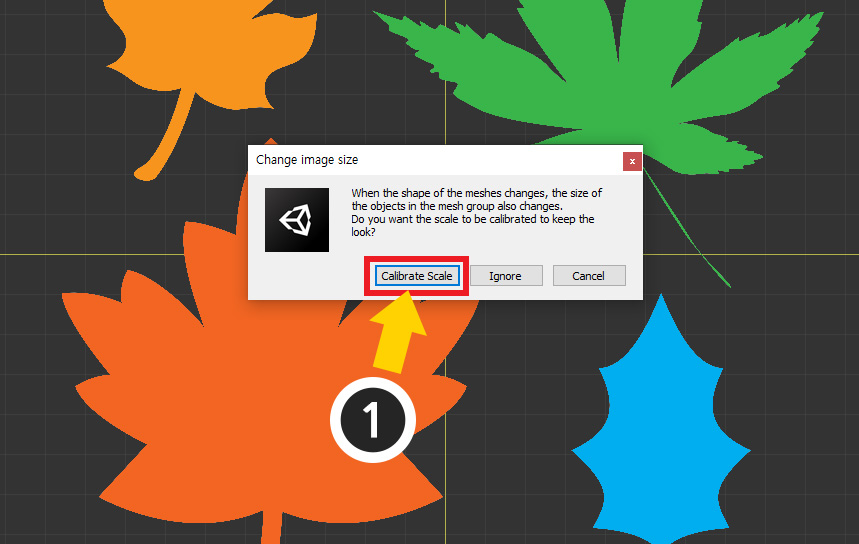 Change image size
x
When the shape of the meshes changes, the size of
the objects in the mesh group also changes.
Do you want the scale to be calibrated to keep the
look?
Calibrate Scale
Ignore
Cancel
1